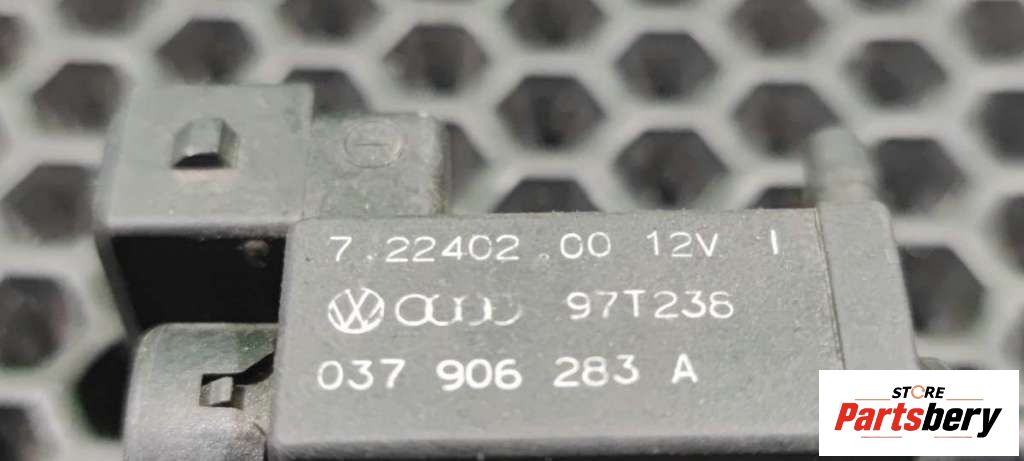 7.22402.00 12V I
97T236
037 906 283 A
STORE
Partsbery